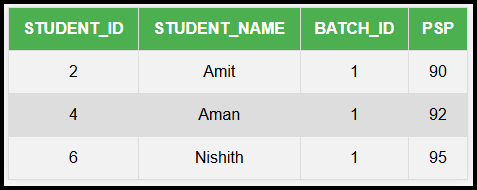 STUDENT_ID STUDENT_NAME BATCH_ID PSP
2 Amit 1 90
4 Aman 1 92
6 Nishith 1 95